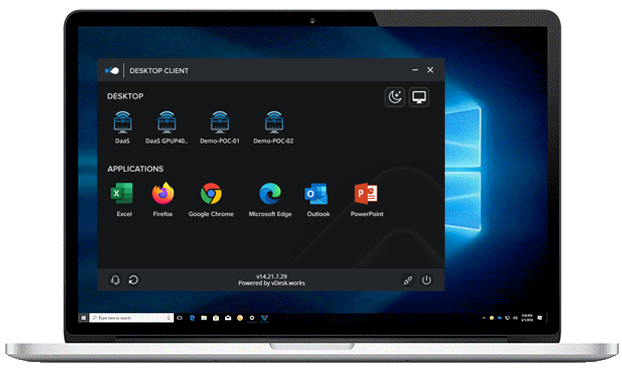 DESKTOP CLIENT
DESKTOP
DaaS DaaS GPUP40.. Demo-POC-01 Demo-POC-02
APPLICATIONS
Excel Firefox Google Chrome Microsoft Edge Outlook PowerPoint
v14.21.7.29
Powered by vDesk.works
Type here to search